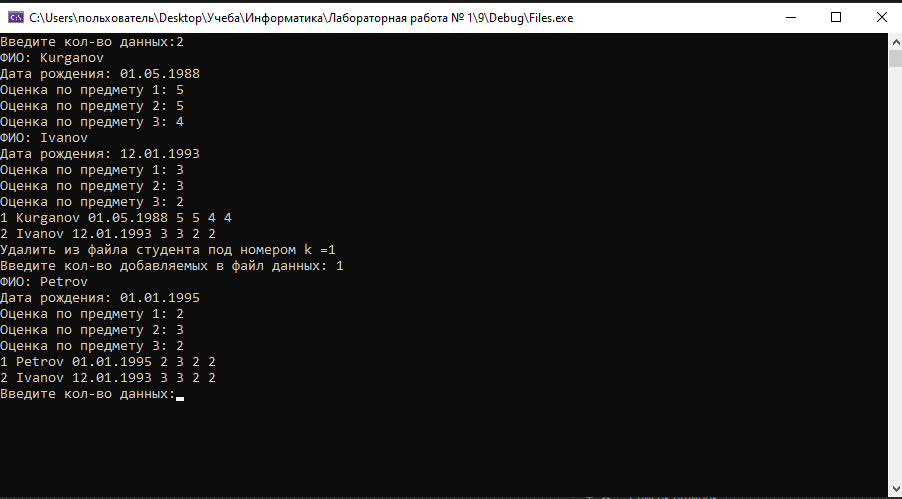 C:\Users\польхователь\Desktop\Учеба\Информатика\Лабораторная работа № 1\9\Debug\Files.exe
Введите кол-во данных:2
ФИО: Kurganov
Дата рождения: 01.05.1988
Оценка по предмету 1: 5
Оценка по предмету 2: 5
Оценка по предмету 3: 4
ФИО: Ivanov
Дата рождения: 12.01.1993
Оценка по предмету 1: 3
Оценка по предмету 2: 3
Оценка по предмету 3: 2
1 Kurganov 01.05.1988 5 5 4 4
2 Ivanov 12.01.1993 3 3 2 2
Удалить из файла студента под номером k =1
Введите кол-во добавляемых в файл данных: 1
ФИО: Petrov
Дата рождения: 01.01.1995
Оценка по предмету 1: 2
Оценка по предмету 2: 3
Оценка по предмету 3: 2
1 Petrov 01.01.1995 2 3 2 2
2 Ivanov 12.01.1993 3 3 2 2
Введите кол-во данных: